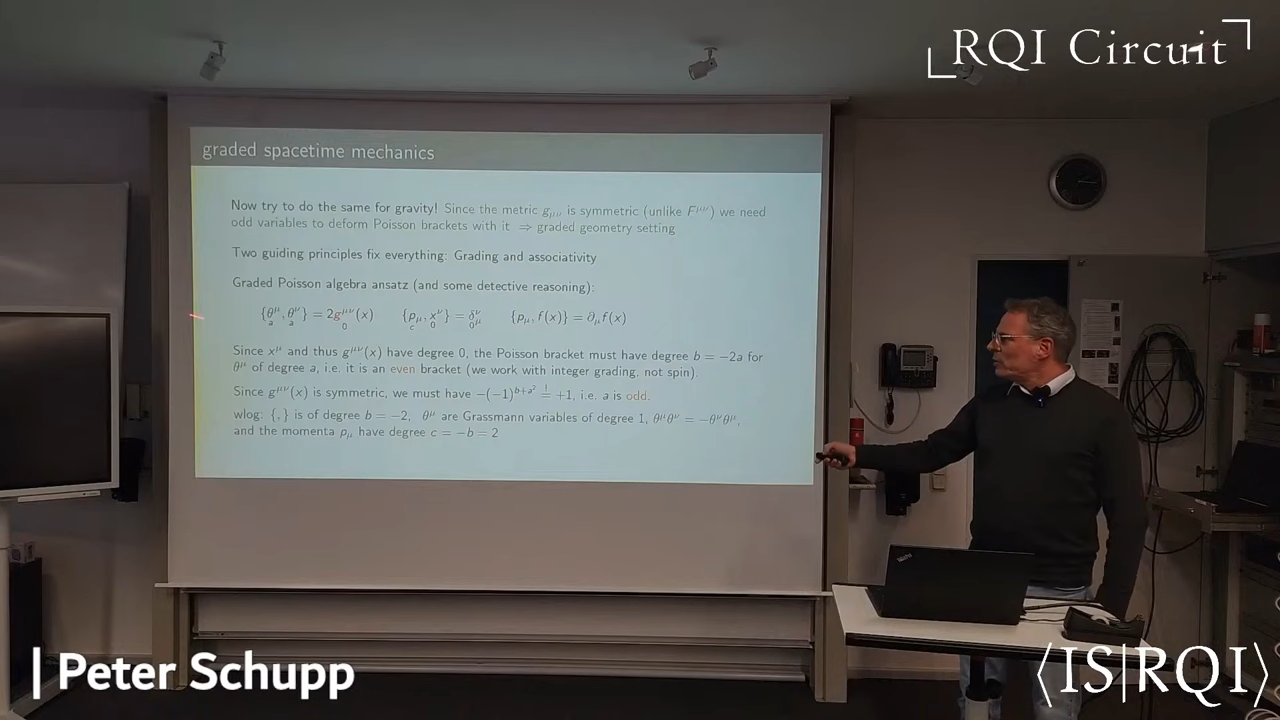 RQI Circuit
graded spacetime mechanics
Now try to do the same for gravity! Since the metric g_{μν} is symmetric (unlike F^{μν}) we need
odd variables to deform Poisson brackets with it ⇒ graded geometry setting
Two guiding principles fix everything: Grading and associativity
Graded Poisson algebra ansatz (and some detective reasoning):
{θ^μ_a, θ^ν_a} = 2g^{μν}_0(x) {p_μ_c, x^ν_0} = δ^ν_μ_0 {p_μ, f(x)} = ∂_μ f(x)
Since x^μ and thus g^{μν}(x) have degree 0, the Poisson bracket must have degree b = −2a for
θ^μ of degree a, i.e. it is an even bracket (we work with integer grading, not spin).
Since g^{μν}(x) is symmetric, we must have −(−1)^{b+a²} =! +1, i.e. a is odd.
wlog: {,} is of degree b = −2, θ^μ are Grassmann variables of degree 1, θ^μθ^ν = −θ^νθ^μ,
and the momenta p_μ have degree c = −b = 2
| Peter Schupp
⟨IS|RQI⟩